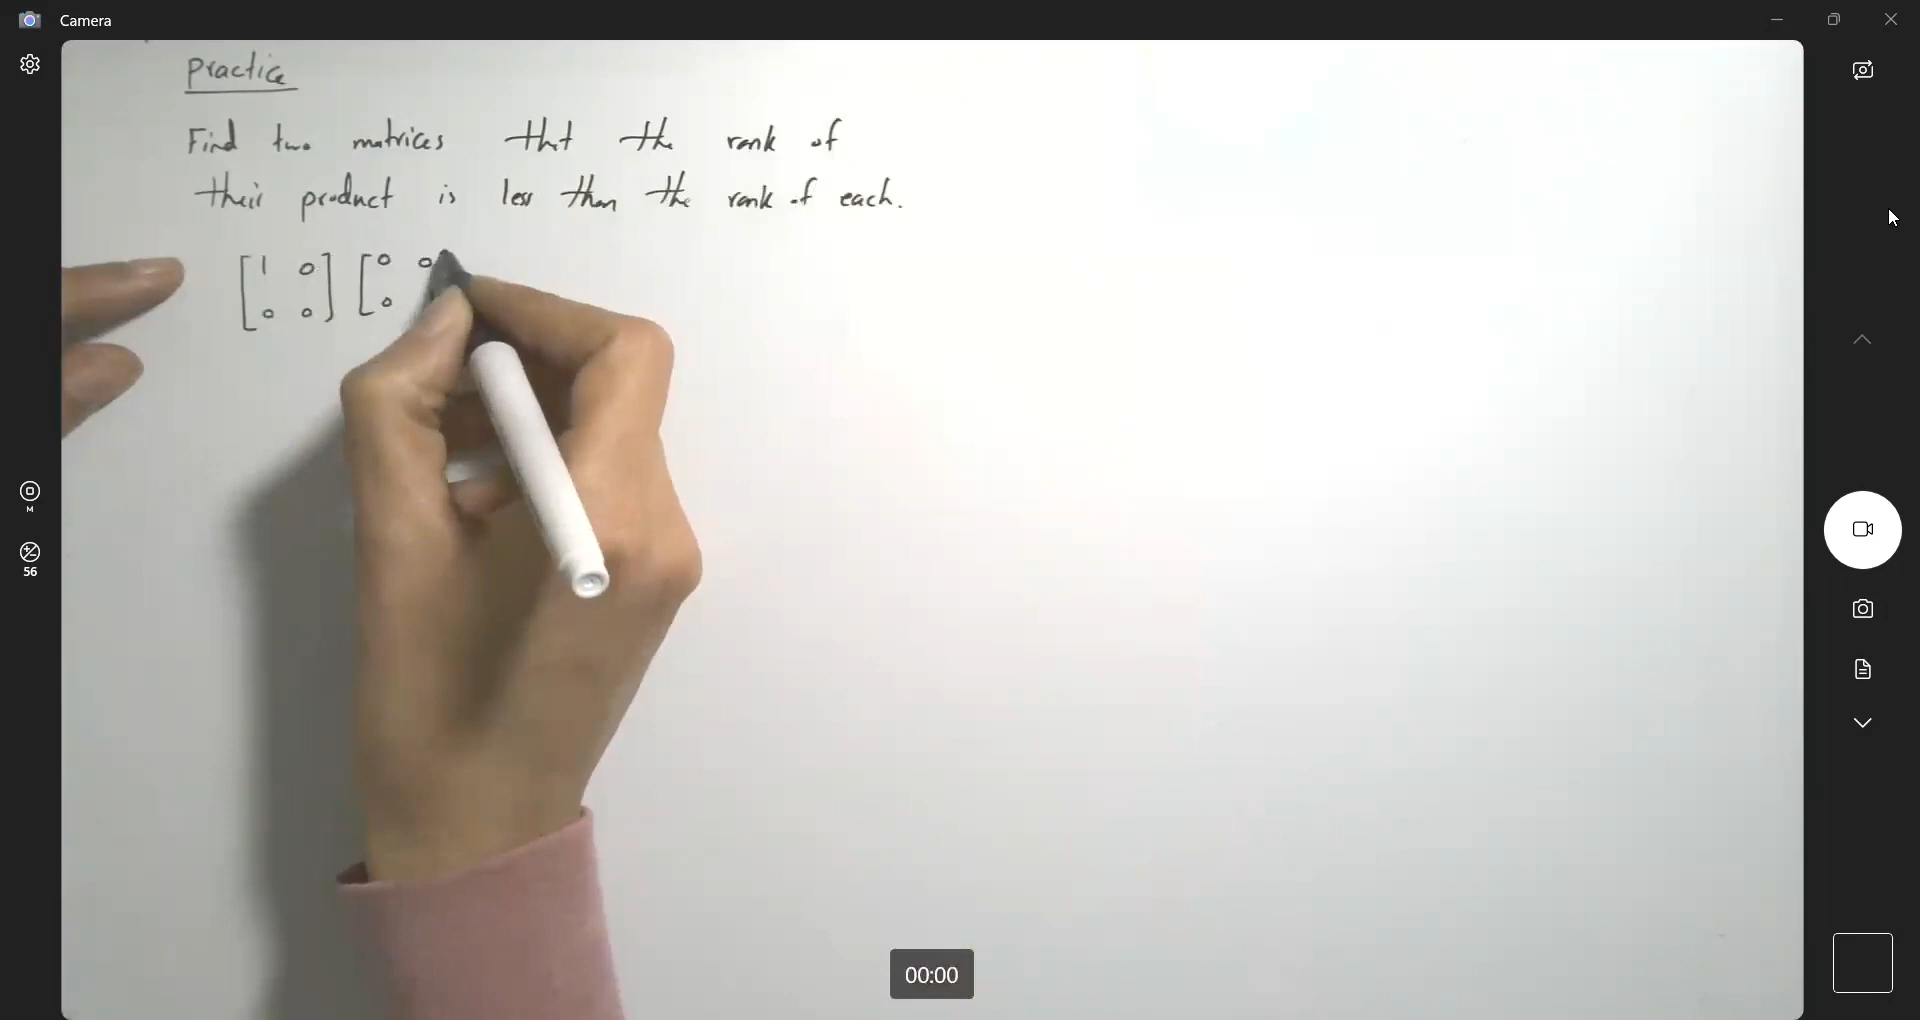 Camera
Practice
Find two matrices that the rank of
their product is less than the rank of each.
[1 0] [0 0
[0 0] [0
M
56
00:00